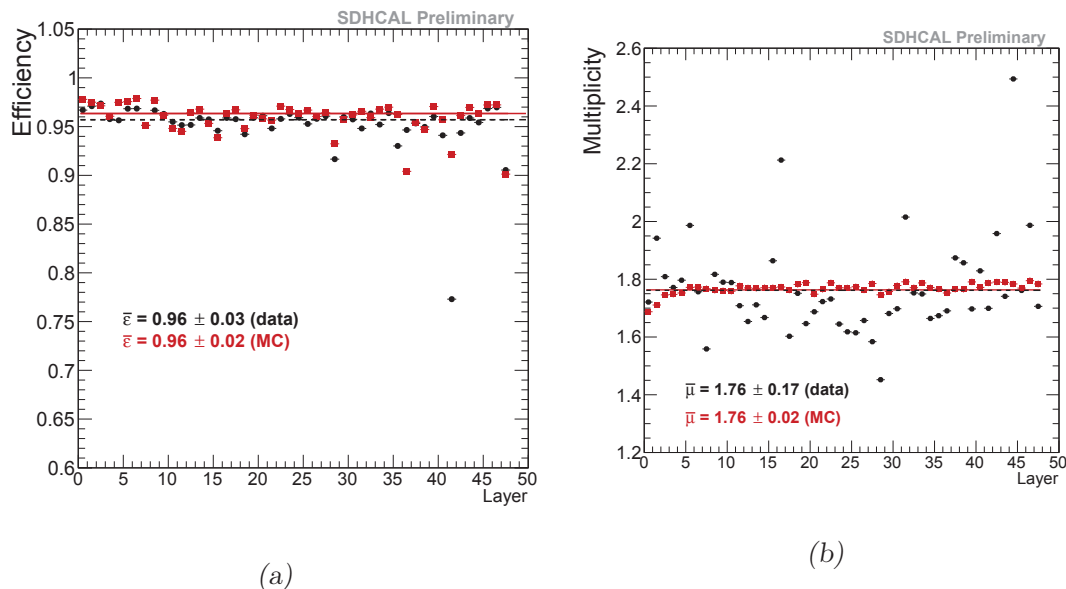 SDHCAL Preliminary
Efficiency
1.05
1
0.95
0.9
0.85
0.8
0.75
0.7
0.65
0.6
ε̅ = 0.96 ± 0.03 (data)
ε̅ = 0.96 ± 0.02 (MC)
0 5 10 15 20 25 30 35 40 45 50
Layer
(a)
SDHCAL Preliminary
Multiplicity
2.6
2.4
2.2
2
1.8
1.6
1.4
1.2
μ̅ = 1.76 ± 0.17 (data)
μ̅ = 1.76 ± 0.02 (MC)
0 5 10 15 20 25 30 35 40 45 50
Layer
(b)